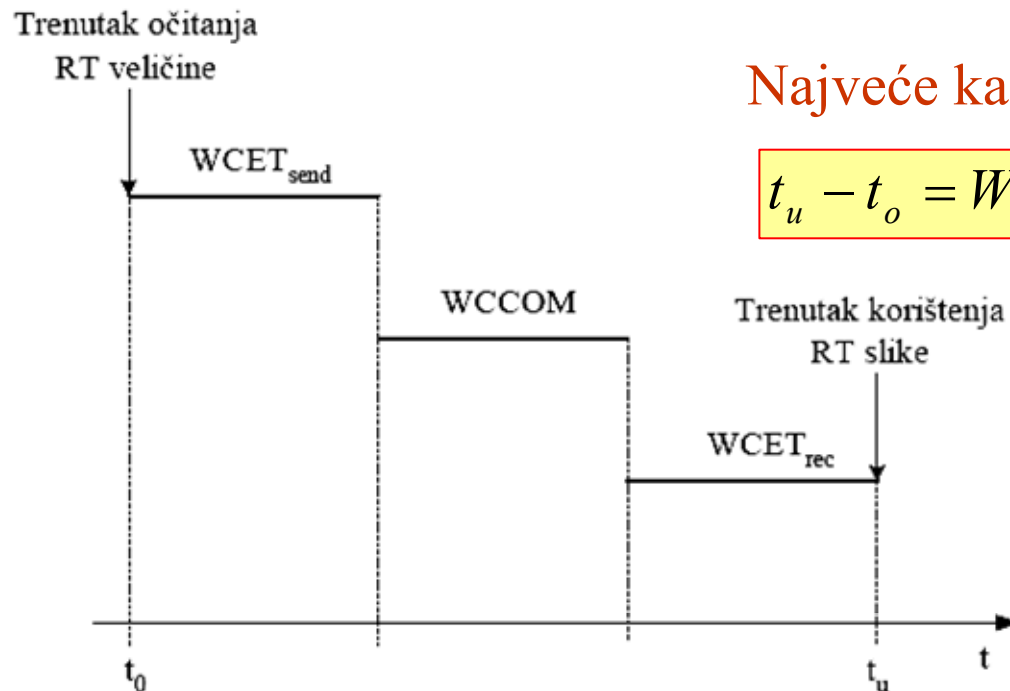 Trenutak očitanja
RT veličine
Najveće ka
WCET_send
t_u - t_o = W
WCCOM
Trenutak korištenja
RT slike
WCET_rec
t_0
t_u
t